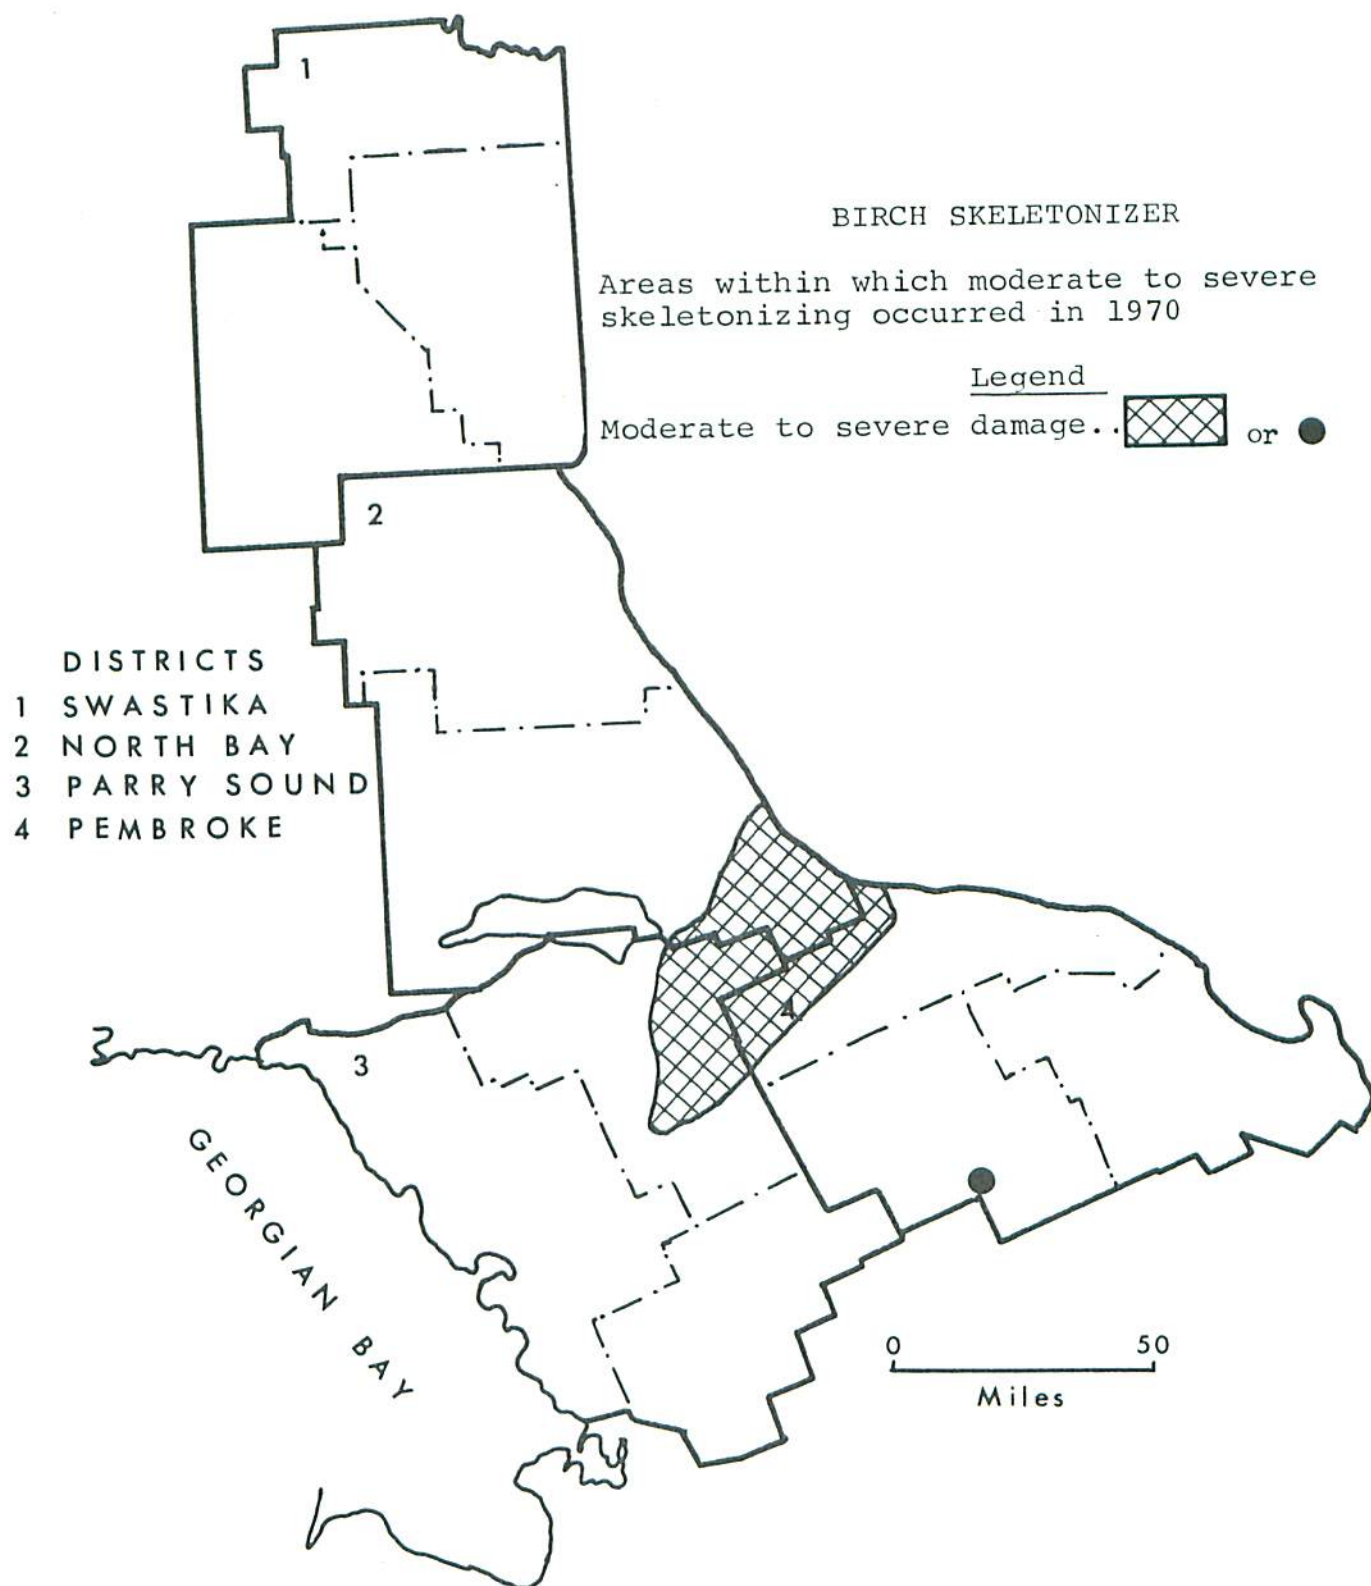 1
BIRCH SKELETONIZER
Areas within which moderate to severe
skeletonizing occurred in 1970
Legend
Moderate to severe damage.. or
2
DISTRICTS
1 SWASTIKA
2 NORTH BAY
3 PARRY SOUND
4 PEMBROKE
4
3
GEORGIAN BAY
0 50
Miles